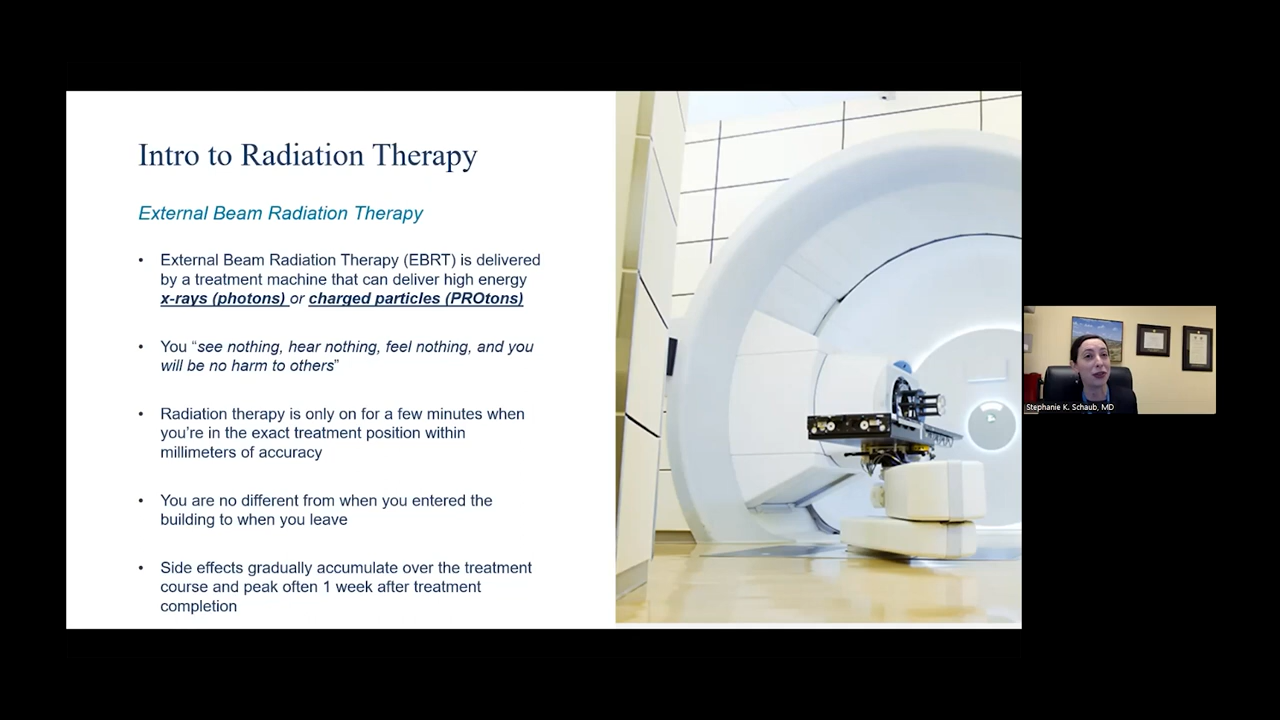 Intro to Radiation Therapy
External Beam Radiation Therapy
• External Beam Radiation Therapy (EBRT) is delivered
by a treatment machine that can deliver high energy
x-rays (photons) or charged particles (PROtons)
• You “see nothing, hear nothing, feel nothing, and you
will be no harm to others”
• Radiation therapy is only on for a few minutes when
you’re in the exact treatment position within
millimeters of accuracy
• You are no different from when you entered the
building to when you leave
• Side effects gradually accumulate over the treatment
course and peak often 1 week after treatment
completion
Stephanie K. Schaub, MD